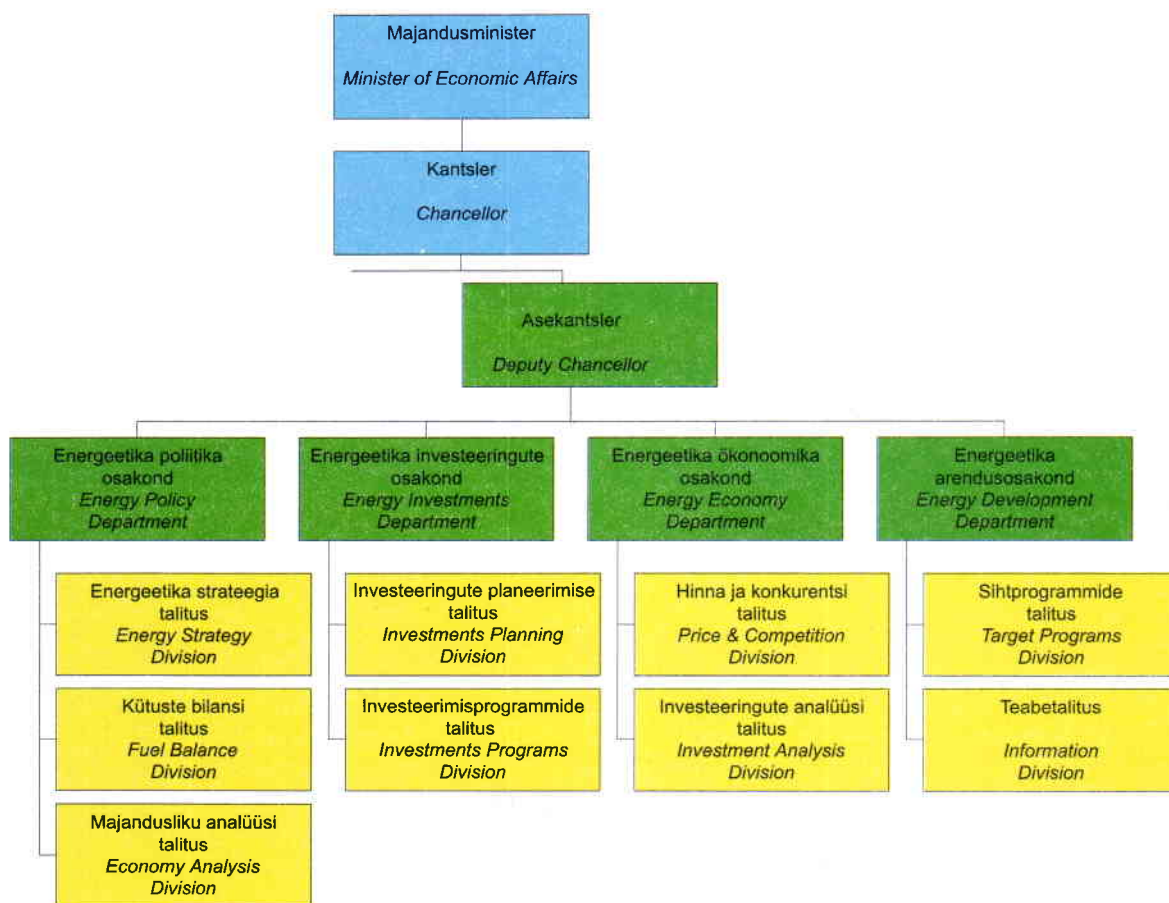 Majandusminister
Minister of Economic Affairs
Kantsler
Chancellor
Asekantsler
Deputy Chancellor
Energeetika poliitika
osakond
Energy Policy
Department
Energeetika investeeringute
osakond
Energy Investments
Department
Energeetika ökonoomika
osakond
Energy Economy
Department
Energeetika
arendusosakond
Energy Development
Department
Energeetika strateegia
talitus
Energy Strategy
Division
Investeeringute planeerimise
talitus
Investments Planning
Division
Hinna ja konkurentsi
talitus
Price & Competition
Division
Sihtprogrammide
talitus
Target Programs
Division
Kütuste bilansi
talitus
Fuel Balance
Division
Investeerimisprogrammide
talitus
Investments Programs
Division
Investeeringute analüüsi
talitus
Investment Analysis
Division
Teabetalitus
Information
Division
Majandusliku analüüsi
talitus
Economy Analysis
Division